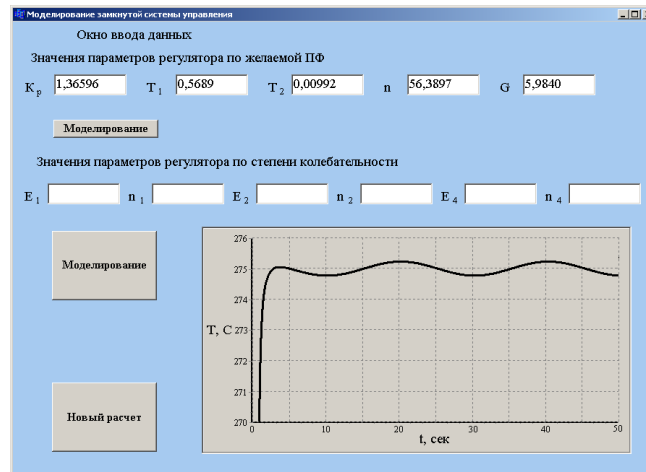 Моделирование замкнутой системы управления
Окно ввода данных
Значения параметров регулятора по желаемой ПФ
K p 1,36596 T 1 0,5689 T 2 0,00992 n 56,3897 G 5,9840
Моделирование
Значения параметров регулятора по степени колебательности
E 1 n 1 E 2 n 2 E 4 n 4
Моделирование
Новый расчет
276
275
274
T, C 273
272
271
270
0 10 20 30 40 50
t, сек